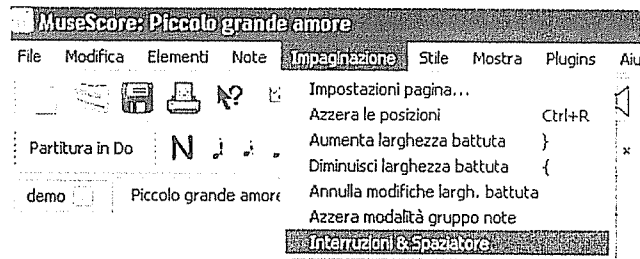 MuseScore: Piccolo grande amore
File Modifica Elementi Note Impaginazione Stile Mostra Plugins Aiu
Impostazioni pagina...
Azzera le posizioni Ctrl+R
Aumenta larghezza battuta }
Partitura in Do N
Diminuisci larghezza battuta {
demo Piccolo grande amore
Annulla modifiche largh. battuta
Azzera modalità gruppo note
Interruzioni & Spaziatore